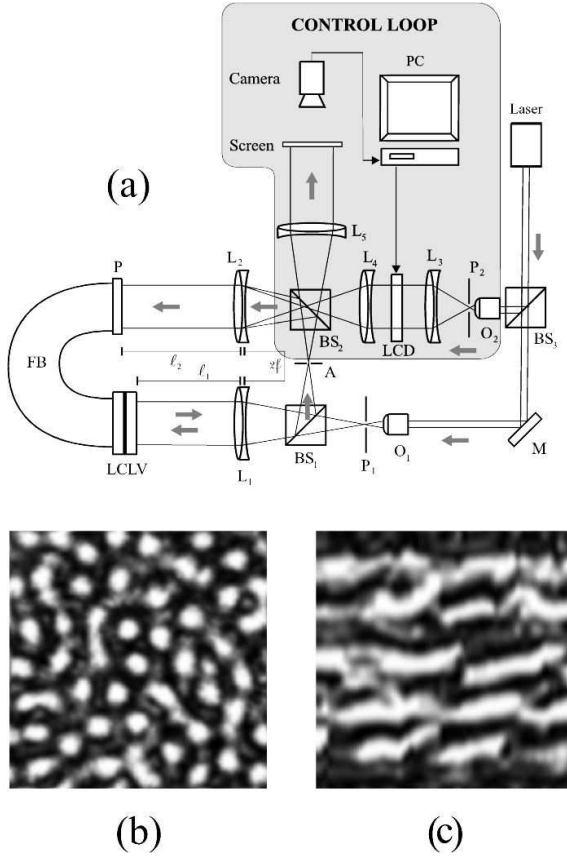 CONTROL LOOP
Camera
PC
Laser
Screen
(a)
L₅
P
L₂
L₄
L₃
P₂
O₂
BS₃
BS₂
LCD
FB
ℓ₂
ℓ₁
2f
A
LCLV
L₁
BS₁
P₁
O₁
M
(b)
(c)